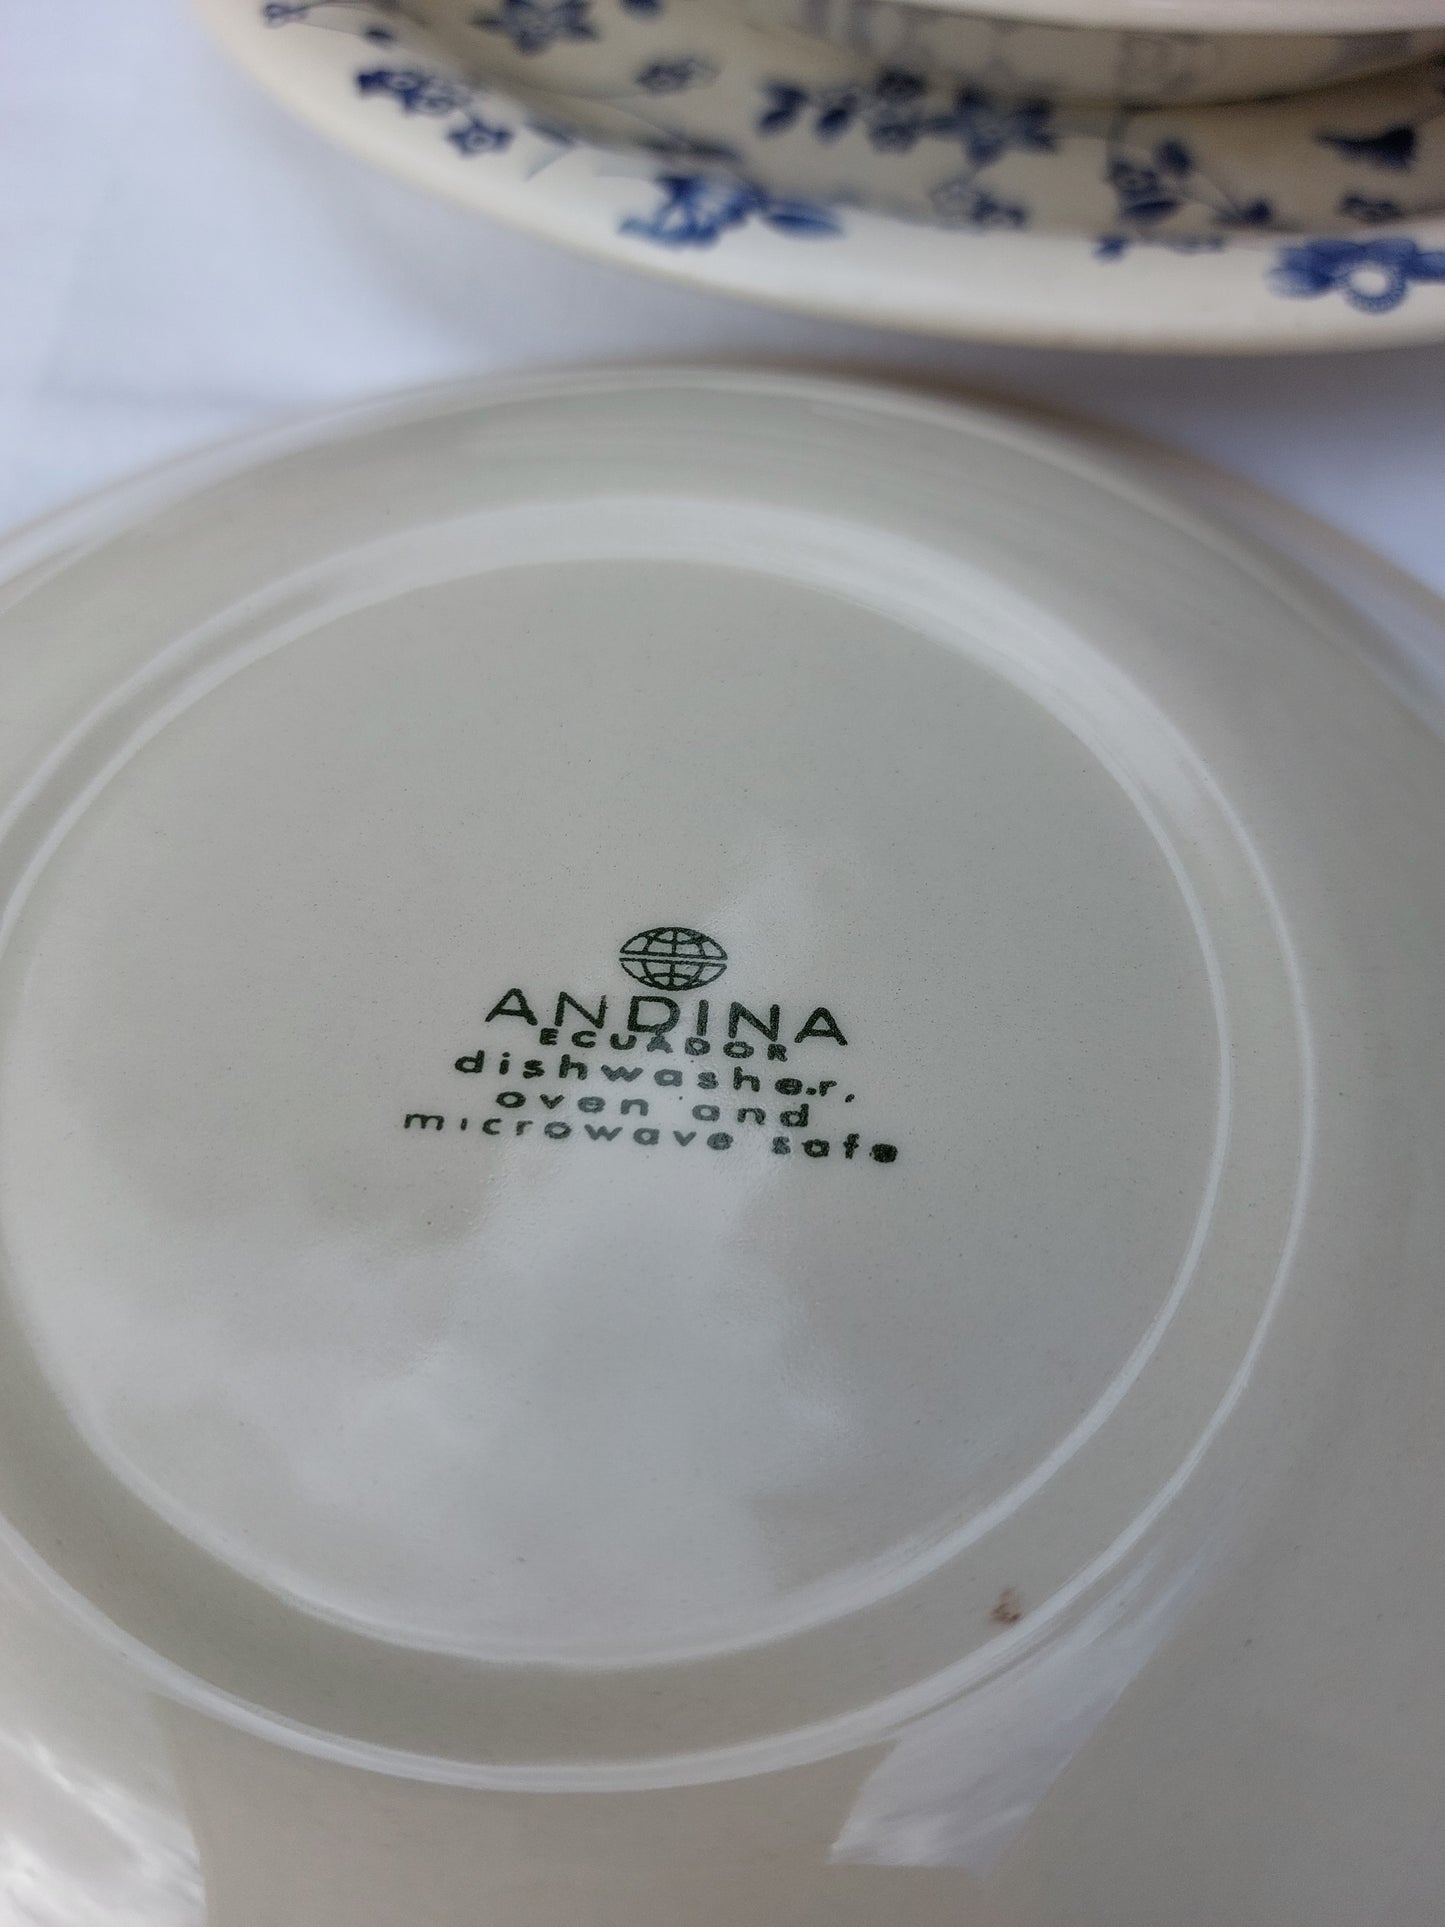 ANDINA
ECUADOR
dishwasher,
oven and
microwave safe